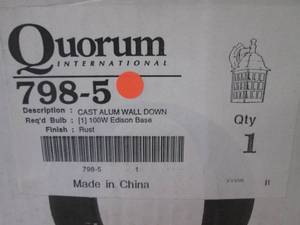 Quorum
INTERNATIONAL
798-5
Description : CAST ALUM WALL DOWN
Req'd Bulb : [1] 100W Edison Base
Finish : Rust
Qty
1
798-5 1
Made in China